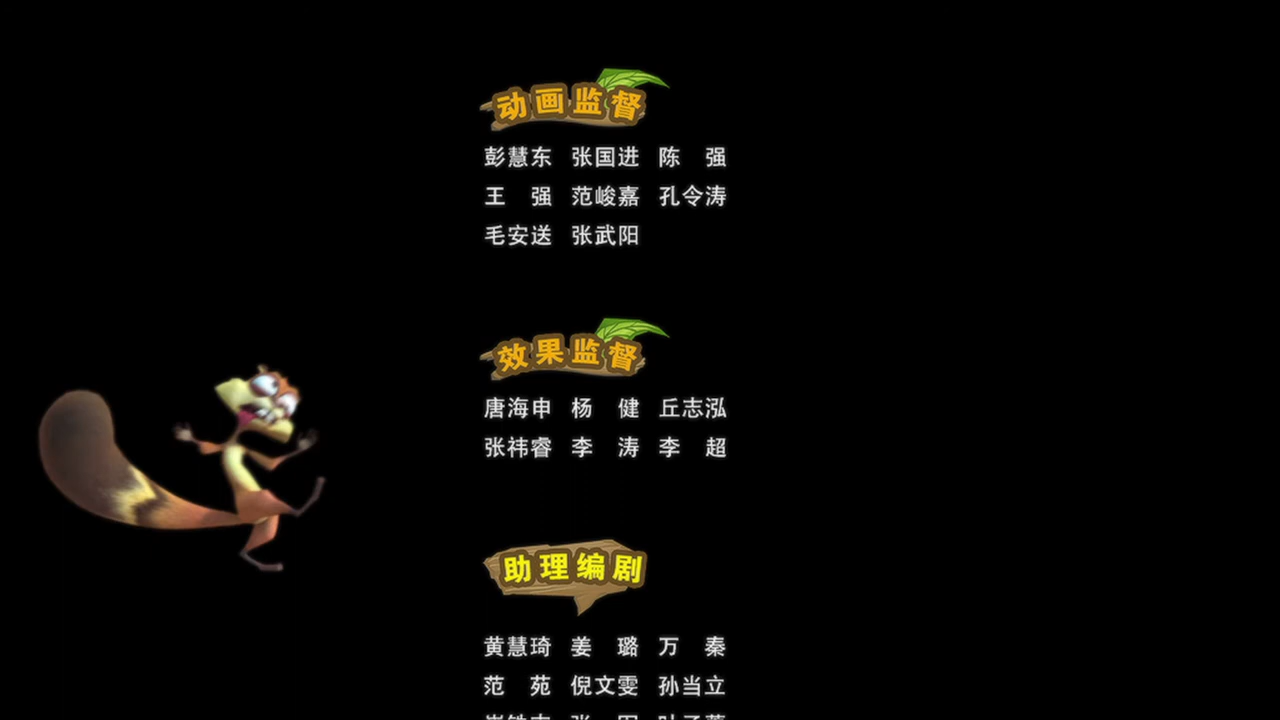 动画监督
彭慧东 张国进 陈 强
王 强 范峻嘉 孔令涛
毛安送 张武阳
效果监督
唐海申 杨 健 丘志泓
张祎睿 李 涛 李 超
助理编剧
黄慧琦 姜 璐 万 秦
范 苑 倪文雯 孙当立